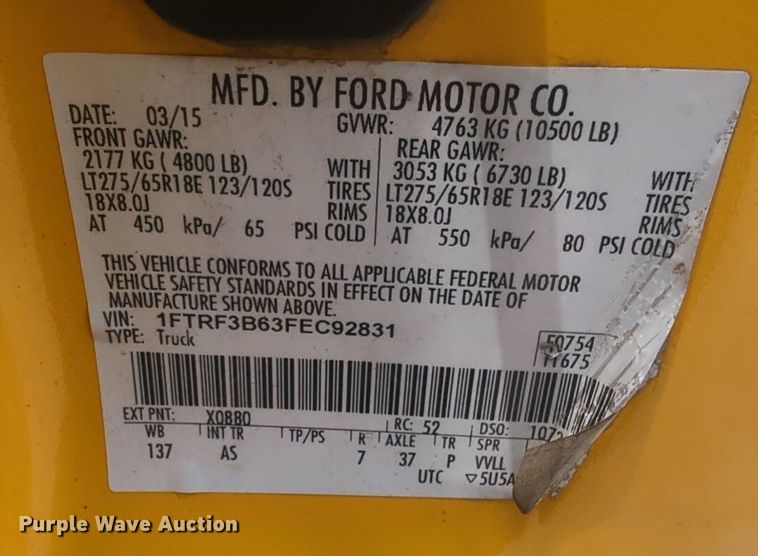 MFD. BY FORD MOTOR CO.
DATE: 03/15 GVWR: 4763 KG (10500 LB)
FRONT GAWR: REAR GAWR:
2177 KG ( 4800 LB) WITH 3053 KG ( 6730 LB) WITH
LT275/65R18E 123/120S TIRES LT275/65R18E 123/120S TIRES
18X8.0J RIMS 18X8.0J RIMS
AT 450 kPa/ 65 PSI COLD AT 550 kPa/ 80 PSI COLD
THIS VEHICLE CONFORMS TO ALL APPLICABLE FEDERAL MOTOR
VEHICLE SAFETY STANDARDS IN EFFECT ON THE DATE OF
MANUFACTURE SHOWN ABOVE.
VIN: 1FTRF3B63FEC92831
TYPE: Truck
F0754
T1675
EXT PNT: X0880 RC: 52 DSO:
WB INT TR TP/PS R AXLE TR SPR
137 AS 7 37 P VVLL
UTC ▽5U5A
Purple Wave Auction